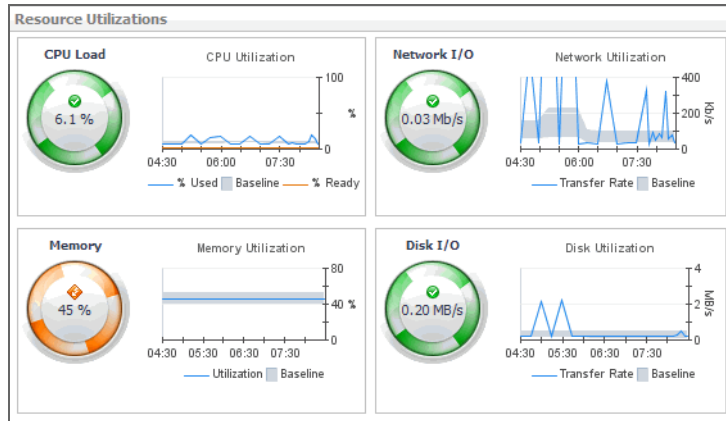 Resource Utilizations
CPU Load
6.1 %
CPU Utilization
100
0
%
04:30 06:00 07:30
% Used Baseline % Ready
Network I/O
0.03 Mb/s
Network Utilization
400
200
0
Kb/s
04:30 06:00 07:30
Transfer Rate Baseline
Memory
45 %
Memory Utilization
80
40
0
%
04:30 05:30 06:30 07:30
Utilization Baseline
Disk I/O
0.20 MB/s
Disk Utilization
4
2
0
MB/s
04:30 05:30 06:30 07:30
Transfer Rate Baseline